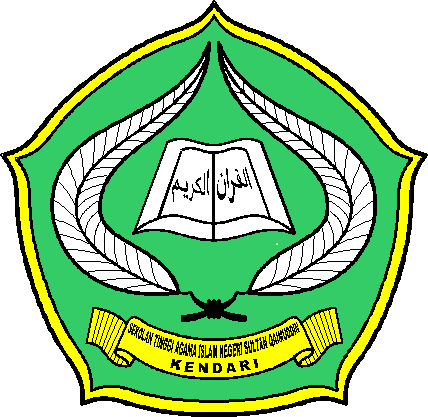 القرآن الكريم
SEKOLAH TINGGI AGAMA ISLAM NEGERI SULTAN QAIMUDDIN
KENDARI